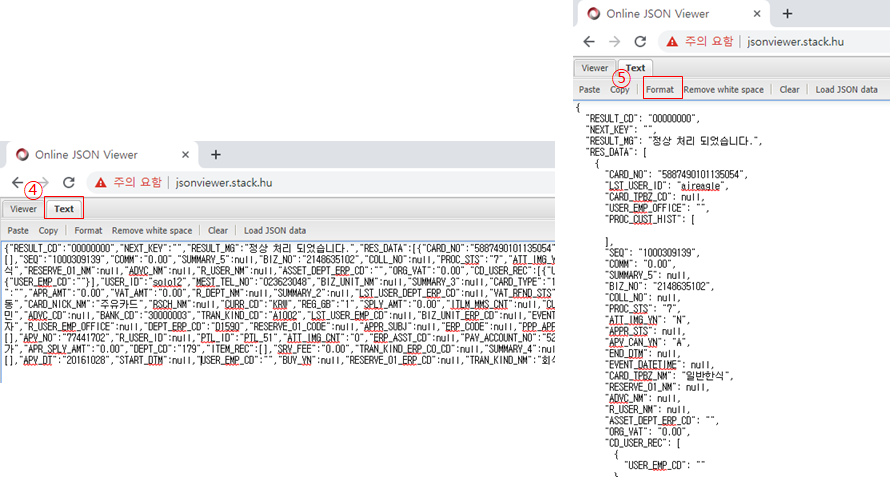 Online JSON Viewer
주의 요함 jsonviewer.stack.hu
④
Viewer Text
Paste Copy Format Remove white space Clear Load JSON data
{"RESULT_CD":"00000000","NEXT_KEY":"","RESULT_MG":"정상 처리 되었습니다.","RES_DATA":[{"CARD_NO":"5887490101135054"
[],"SEQ":"1000309139","COMM":"0.00","SUMMARY_5":null,"BIZ_NO":"2148635102","COLL_NO":null,"PROC_STS":"7","ATT_IMG_Y
식","RESERVE_01_NM":null,"ADVC_NM":null,"R_USER_NM":null,"ASSET_DEPT_ERP_CD":"","ORG_VAT":"0.00","CD_USER_REC":[{"U
{"USER_EMP_CD":""}],"USER_ID":"solo12","MEST_TEL_NO":"023623048","BIZ_UNIT_NM":null,"SUMMARY_3":null,"CARD_TYPE":"1
:"","APR_AMT":"0.00","VAT_AMT":"0.00","R_DEPT_NM":null,"SUMMARY_2":null,"LST_USER_DEPT_ERP_CD":null,"VAT_RFND_STS"
동","CARD_NICK_NM":"주유카드","RSCH_NM":null,"CURR_CD":"KRW","REG_GB":"1","SPLY_AMT":"0.00","ITLM_MMS_CNT":null,"CL
민","ADVC_CD":null,"BANK_CD":"30000003","TRAN_KIND_CD":"A1002","LST_USER_EMP_CD":null,"BIZ_UNIT_ERP_CD":null,"EVENT
자","R_USER_EMP_OFFICE":null,"DEPT_ERP_CD":"D1590","RESERVE_01_CODE":null,"APPR_SUBJ":null,"ERP_CODE":null,"PPP_APP
[],"APV_NO":"77441702","R_USER_ID":null,"PTL_ID":"PTL_51","ATT_IMG_CNT":"0","ERP_ASST_CD":null,"PAY_ACCOUNT_NO":"52
가","APR_SPLY_AMT":"0.00","DEPT_CD":"179","ITEM_REC":[],"SRV_FEE":"0.00","TRAN_KIND_ERP_CO_CD":null,"SUMMARY_4":null
[],"APV_DT":"20161028","START_DTM":null,"USER_EMP_CD":"","BUY_YN":null,"RESERVE_01_ERP_CD":null,"TRAN_KIND_NM":"회식
Online JSON Viewer
주의 요함 jsonviewer.stack.hu
Viewer Text
⑤
Paste Copy Format Remove white space Clear Load JSON data
{
"RESULT_CD": "00000000",
"NEXT_KEY": "",
"RESULT_MG": "정상 처리 되었습니다.",
"RES_DATA": [
{
"CARD_NO": "5887490101135054",
"LST_USER_ID": "aireagle",
"CARD_TPBZ_CD": null,
"USER_EMP_OFFICE": "",
"PROC_CUST_HIST": [
],
"SEQ": "1000309139",
"COMM": "0.00",
"SUMMARY_5": null,
"BIZ_NO": "2148635102",
"COLL_NO": null,
"PROC_STS": "7",
"ATT_IMG_YN": "N",
"APPR_STS": null,
"APV_CAN_YN": "A",
"END_DTM": null,
"EVENT_DATETIME": null,
"CARD_TPBZ_NM": "일반한식",
"RESERVE_01_NM": null,
"ADVC_NM": null,
"R_USER_NM": null,
"ASSET_DEPT_ERP_CD": "",
"ORG_VAT": "0.00",
"CD_USER_REC": [
{
"USER_EMP_CD": ""